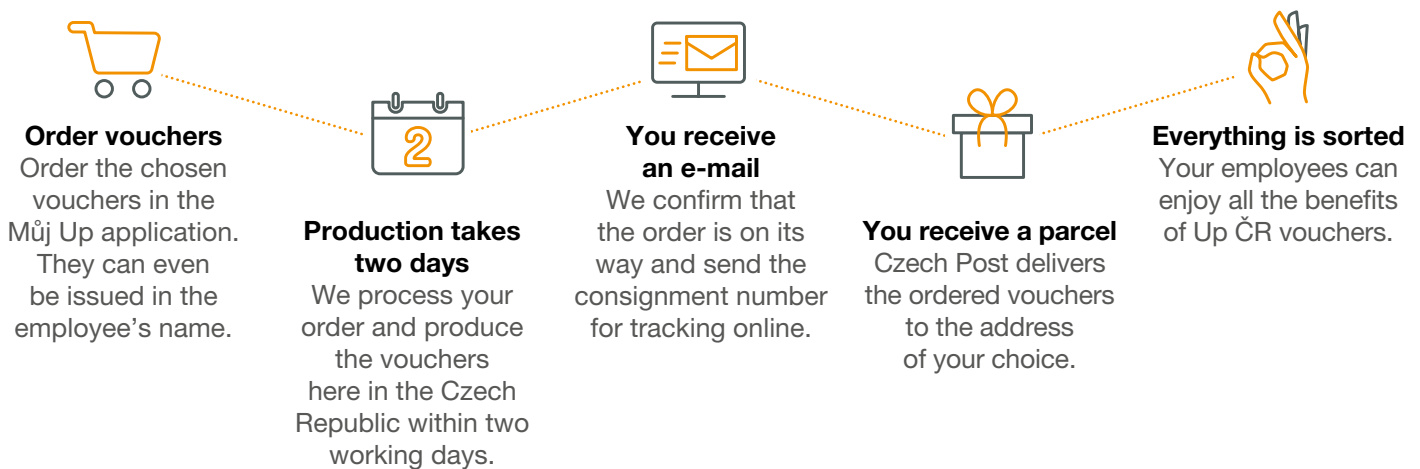 Order vouchers
Order the chosen
vouchers in the
Můj Up application.
They can even
be issued in the
employee’s name.
2
Production takes
two days
We process your
order and produce
the vouchers
here in the Czech
Republic within two
working days.
You receive
an e-mail
We confirm that
the order is on its
way and send the
consignment number
for tracking online.
You receive a parcel
Czech Post delivers
the ordered vouchers
to the address
of your choice.
Everything is sorted
Your employees can
enjoy all the benefits
of Up ČR vouchers.